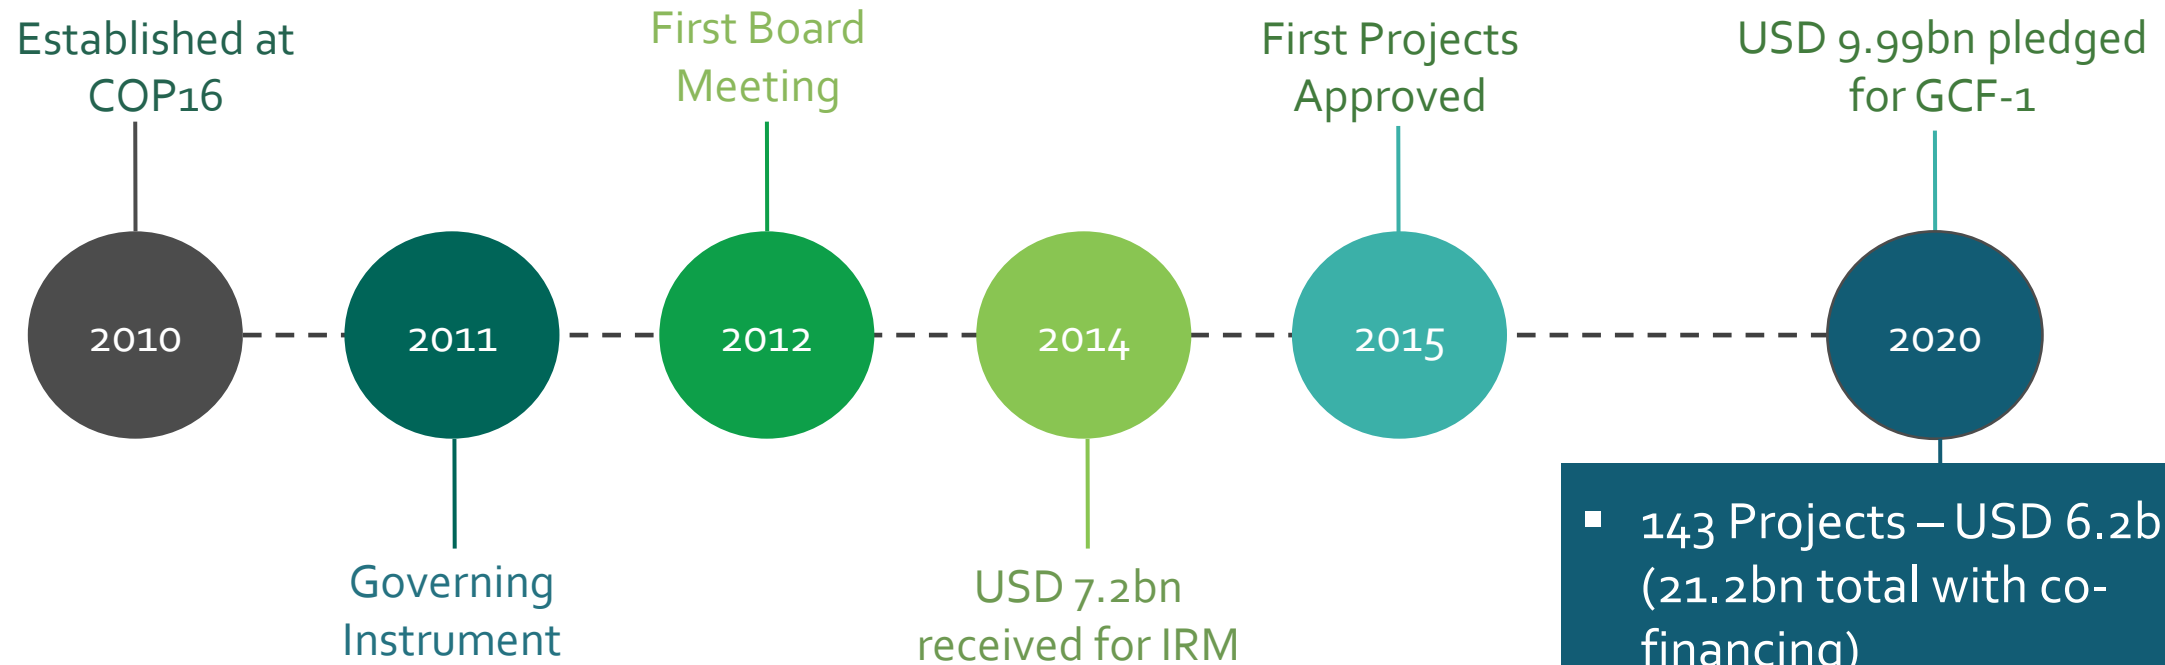 Established at
COP16
First Board
Meeting
First Projects
Approved
USD 9.99bn pledged
for GCF-1
2010
2011
2012
2014
2015
2020
Governing
Instrument
USD 7.2bn
received for IRM
▪ 143 Projects – USD 6.2b
(21.2bn total with co-
financing)